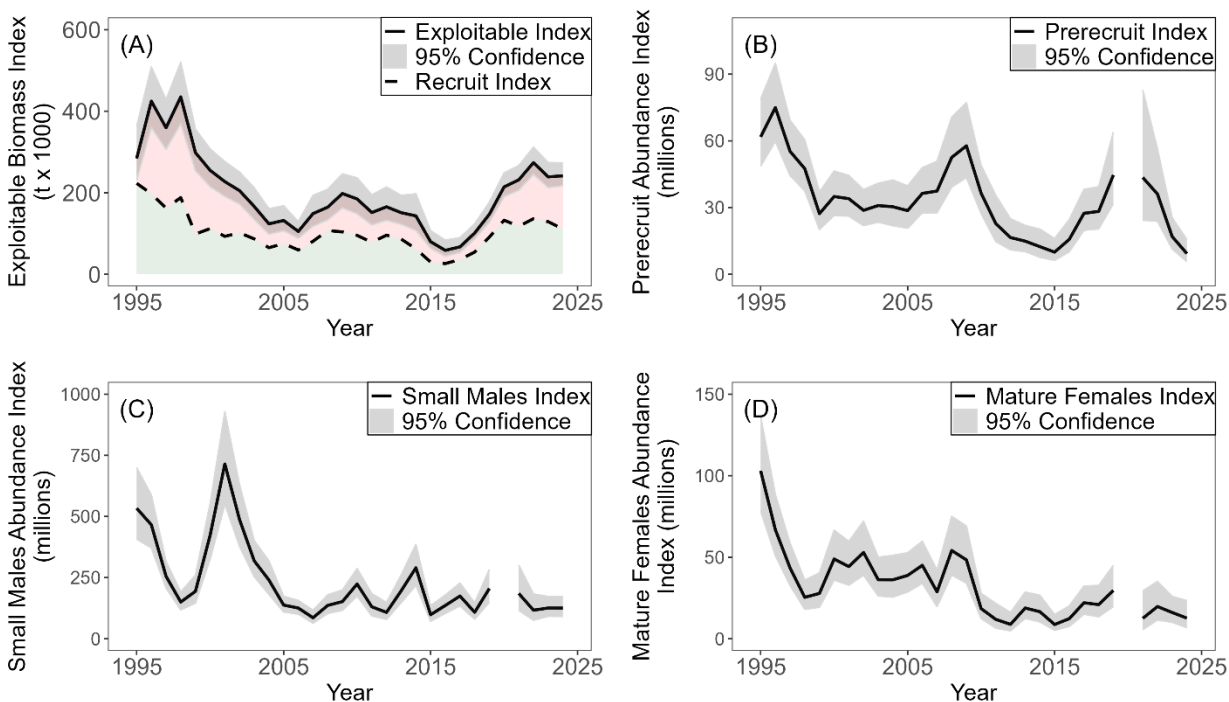 (A)
Exploitable Index
95% Confidence
Recruit Index
Exploitable Biomass Index
(t x 1000)
600
400
200
0
1995
2005
2015
2025
Year
(B)
Prerecruit Index
95% Confidence
Prerecruit Abundance Index
(millions)
90
60
30
0
1995
2005
2015
2025
Year
(C)
Small Males Index
95% Confidence
Small Males Abundance Index
(millions)
1000
750
500
250
0
1995
2005
2015
2025
Year
(D)
Mature Females Index
95% Confidence
Mature Females Abundance
Index (millions)
150
100
50
0
1995
2005
2015
2025
Year